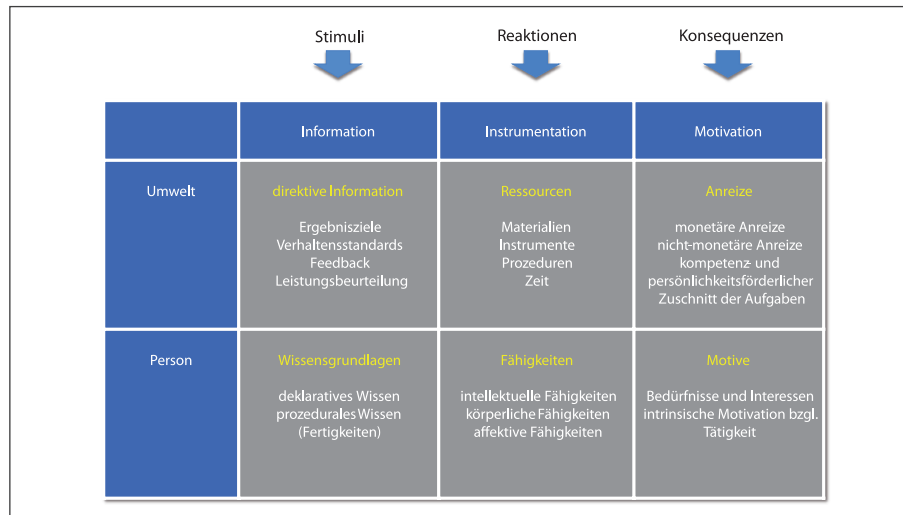 Stimuli
Reaktionen
Konsequenzen
Information
Instrumentation
Motivation
Umwelt
direktive Information
Ergebnisziele
Verhaltensstandards
Feedback
Leistungsbeurteilung
Ressourcen
Materialien
Instrumente
Prozeduren
Zeit
Anreize
monetäre Anreize
nicht-monetäre Anreize
kompetenz- und
persönlichkeitsförderlicher
Zuschnitt der Aufgaben
Person
Wissensgrundlagen
deklaratives Wissen
prozedurales Wissen
(Fertigkeiten)
Fähigkeiten
intellektuelle Fähigkeiten
körperliche Fähigkeiten
affektive Fähigkeiten
Motive
Bedürfnisse und Interessen
intrinsische Motivation bzgl.
Tätigkeit